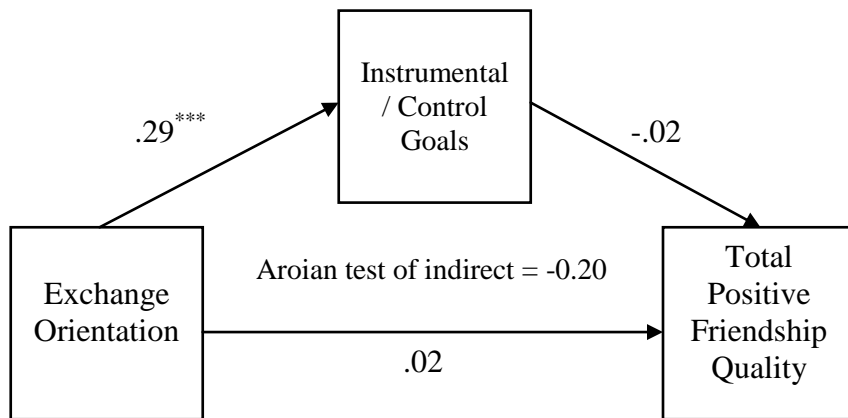 Instrumental
/ Control
Goals
.29***
-.02
Aroian test of indirect = -0.20
Exchange
Orientation
.02
Total
Positive
Friendship
Quality